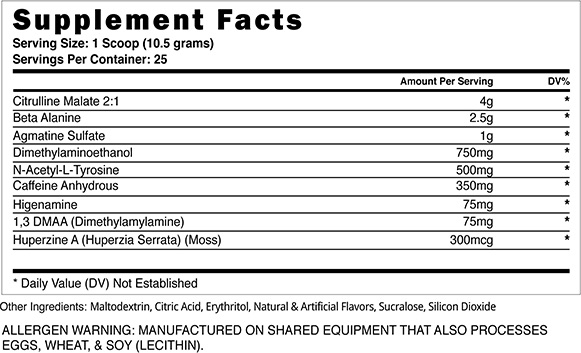 Supplement Facts
Serving Size: 1 Scoop (10.5 grams)
Servings Per Container: 25
Amount Per Serving DV%
Citrulline Malate 2:1 4g *
Beta Alanine 2.5g *
Agmatine Sulfate 1g *
Dimethylaminoethanol 750mg *
N-Acetyl-L-Tyrosine 500mg *
Caffeine Anhydrous 350mg *
Higenamine 75mg *
1,3 DMAA (Dimethylamylamine) 75mg *
Huperzine A (Huperzia Serrata) (Moss) 300mcg *
* Daily Value (DV) Not Established
Other Ingredients: Maltodextrin, Citric Acid, Erythritol, Natural & Artificial Flavors, Sucralose, Silicon Dioxide
ALLERGEN WARNING: MANUFACTURED ON SHARED EQUIPMENT THAT ALSO PROCESSES
EGGS, WHEAT, & SOY (LECITHIN).